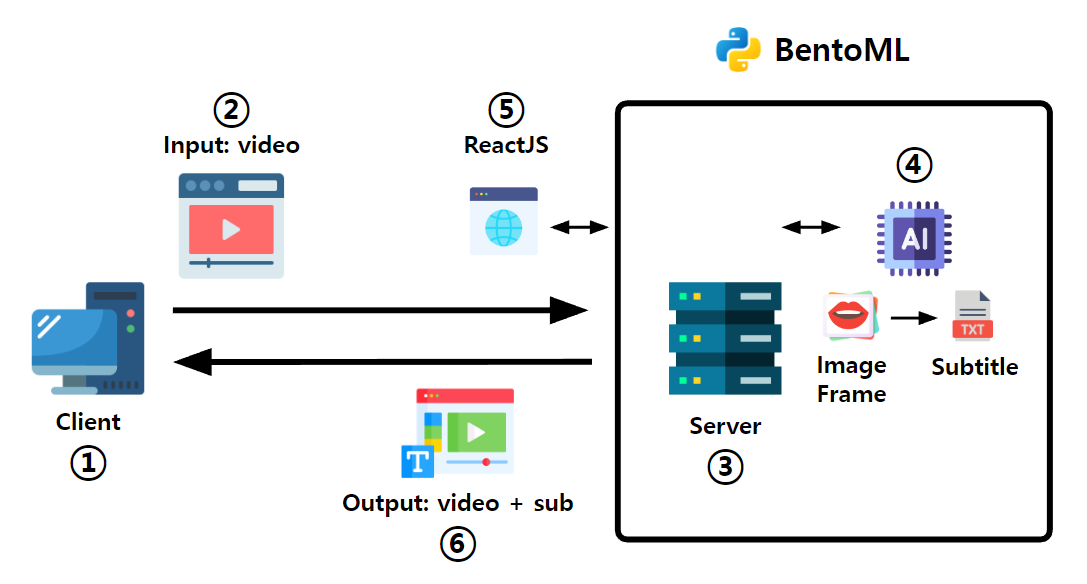 BentoML
②
Input: video
⑤
ReactJS
④
AI
TXT
Image
Frame
Subtitle
Client
①
Server
③
T
Output: video + sub
⑥